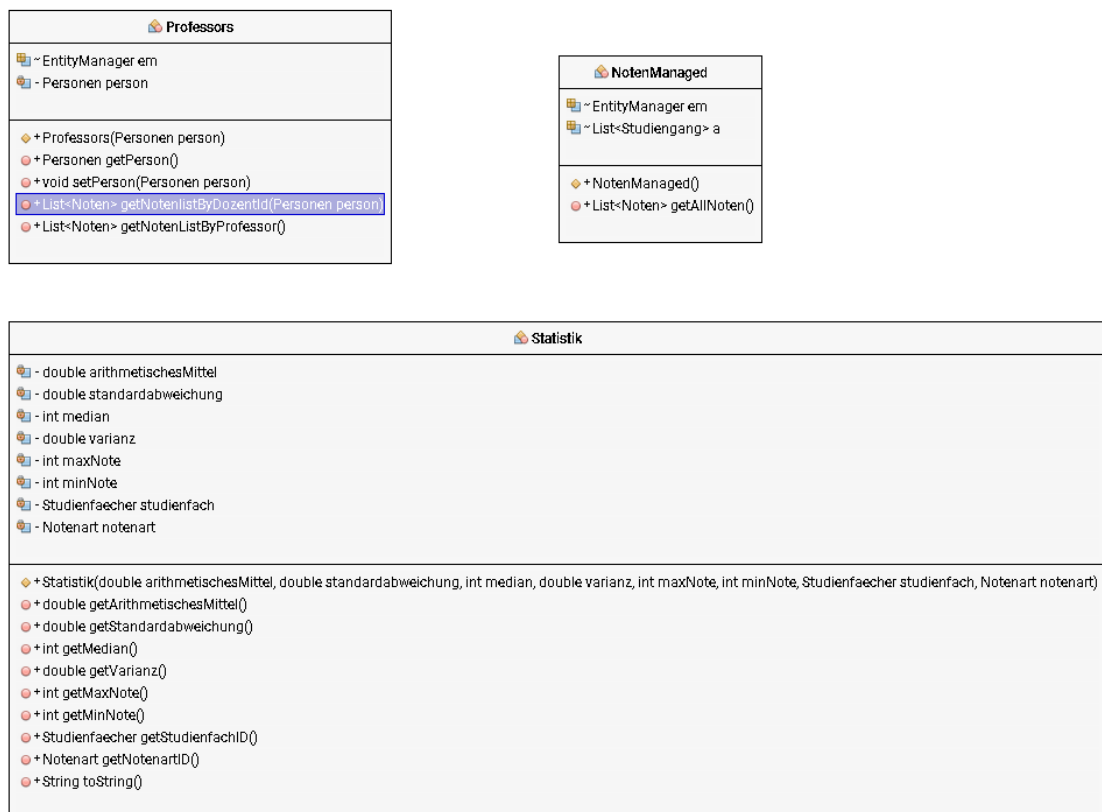 Professors
~ EntityManager em
- Personen person
+ Professors(Personen person)
+ Personen getPerson()
+ void setPerson(Personen person)
+ List<Noten> getNotenlistByDozentId(Personen person)
+ List<Noten> getNotenListByProfessor()
NotenManaged
~ EntityManager em
~ List<Studiengang> a
+ NotenManaged()
+ List<Noten> getAllNoten()
Statistik
- double arithmetischesMittel
- double standardabweichung
- int median
- double varianz
- int maxNote
- int minNote
- Studienfaecher studienfach
- Notenart notenart
+ Statistik(double arithmetischesMittel, double standardabweichung, int median, double varianz, int maxNote, int minNote, Studienfaecher studienfach, Notenart notenart)
+ double getArithmetischesMittel()
+ double getStandardabweichung()
+ int getMedian()
+ double getVarianz()
+ int getMaxNote()
+ int getMinNote()
+ Studienfaecher getStudienfachID()
+ Notenart getNotenartID()
+ String toString()